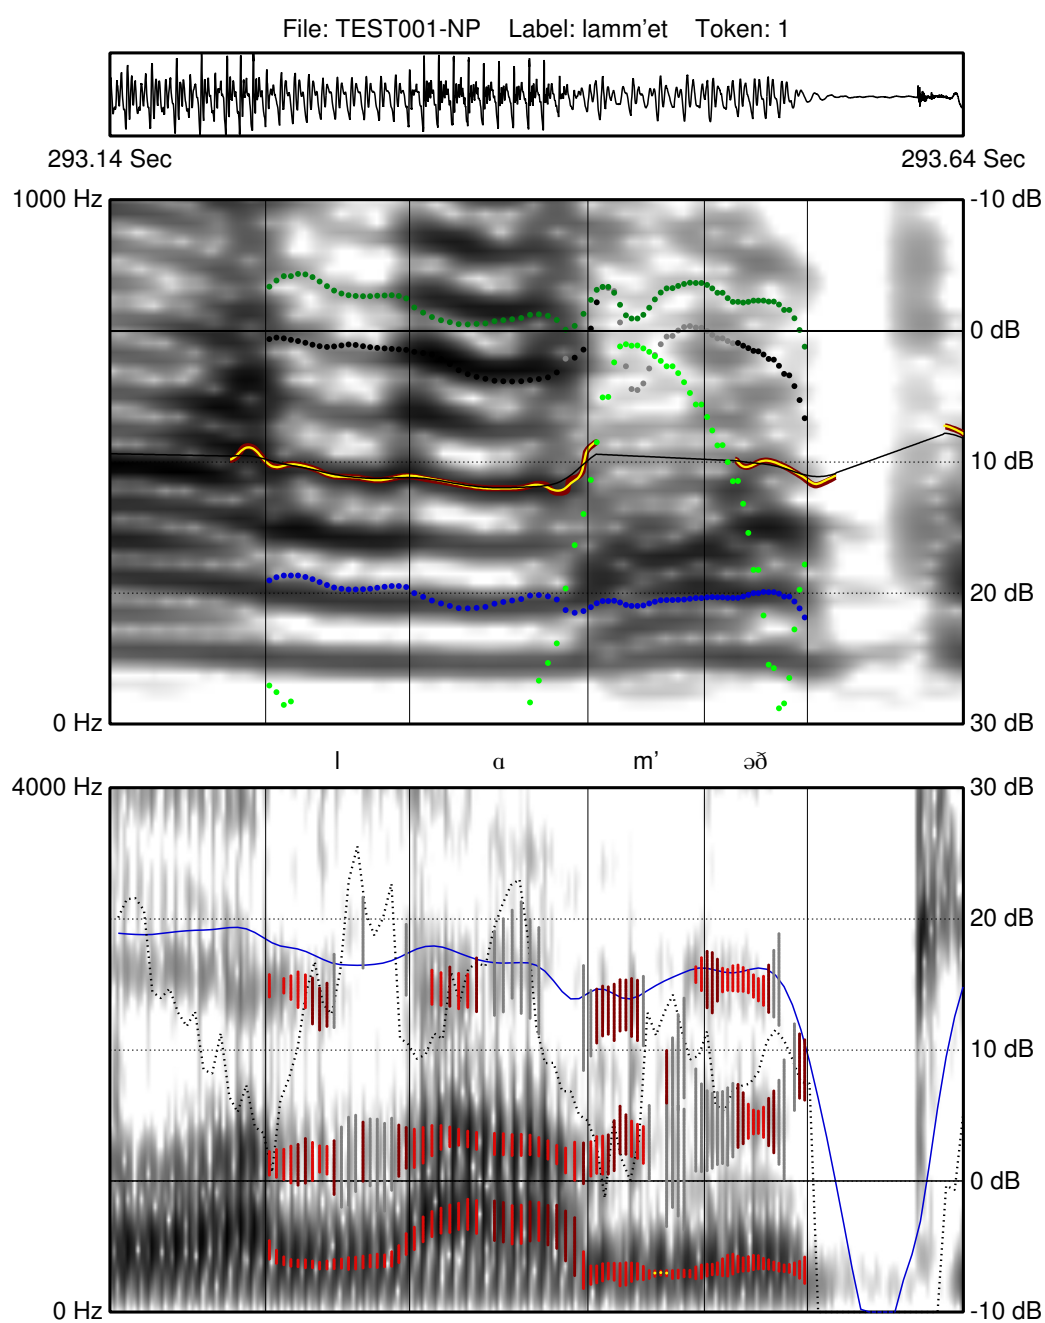 File: TEST001-NP    Label: lamm'et    Token: 1
293.14 Sec    293.64 Sec
1000 Hz    -10 dB
0 dB
10 dB
20 dB
0 Hz    30 dB
l    ɑ    m'    əð
4000 Hz    30 dB
20 dB
10 dB
0 dB
0 Hz    -10 dB